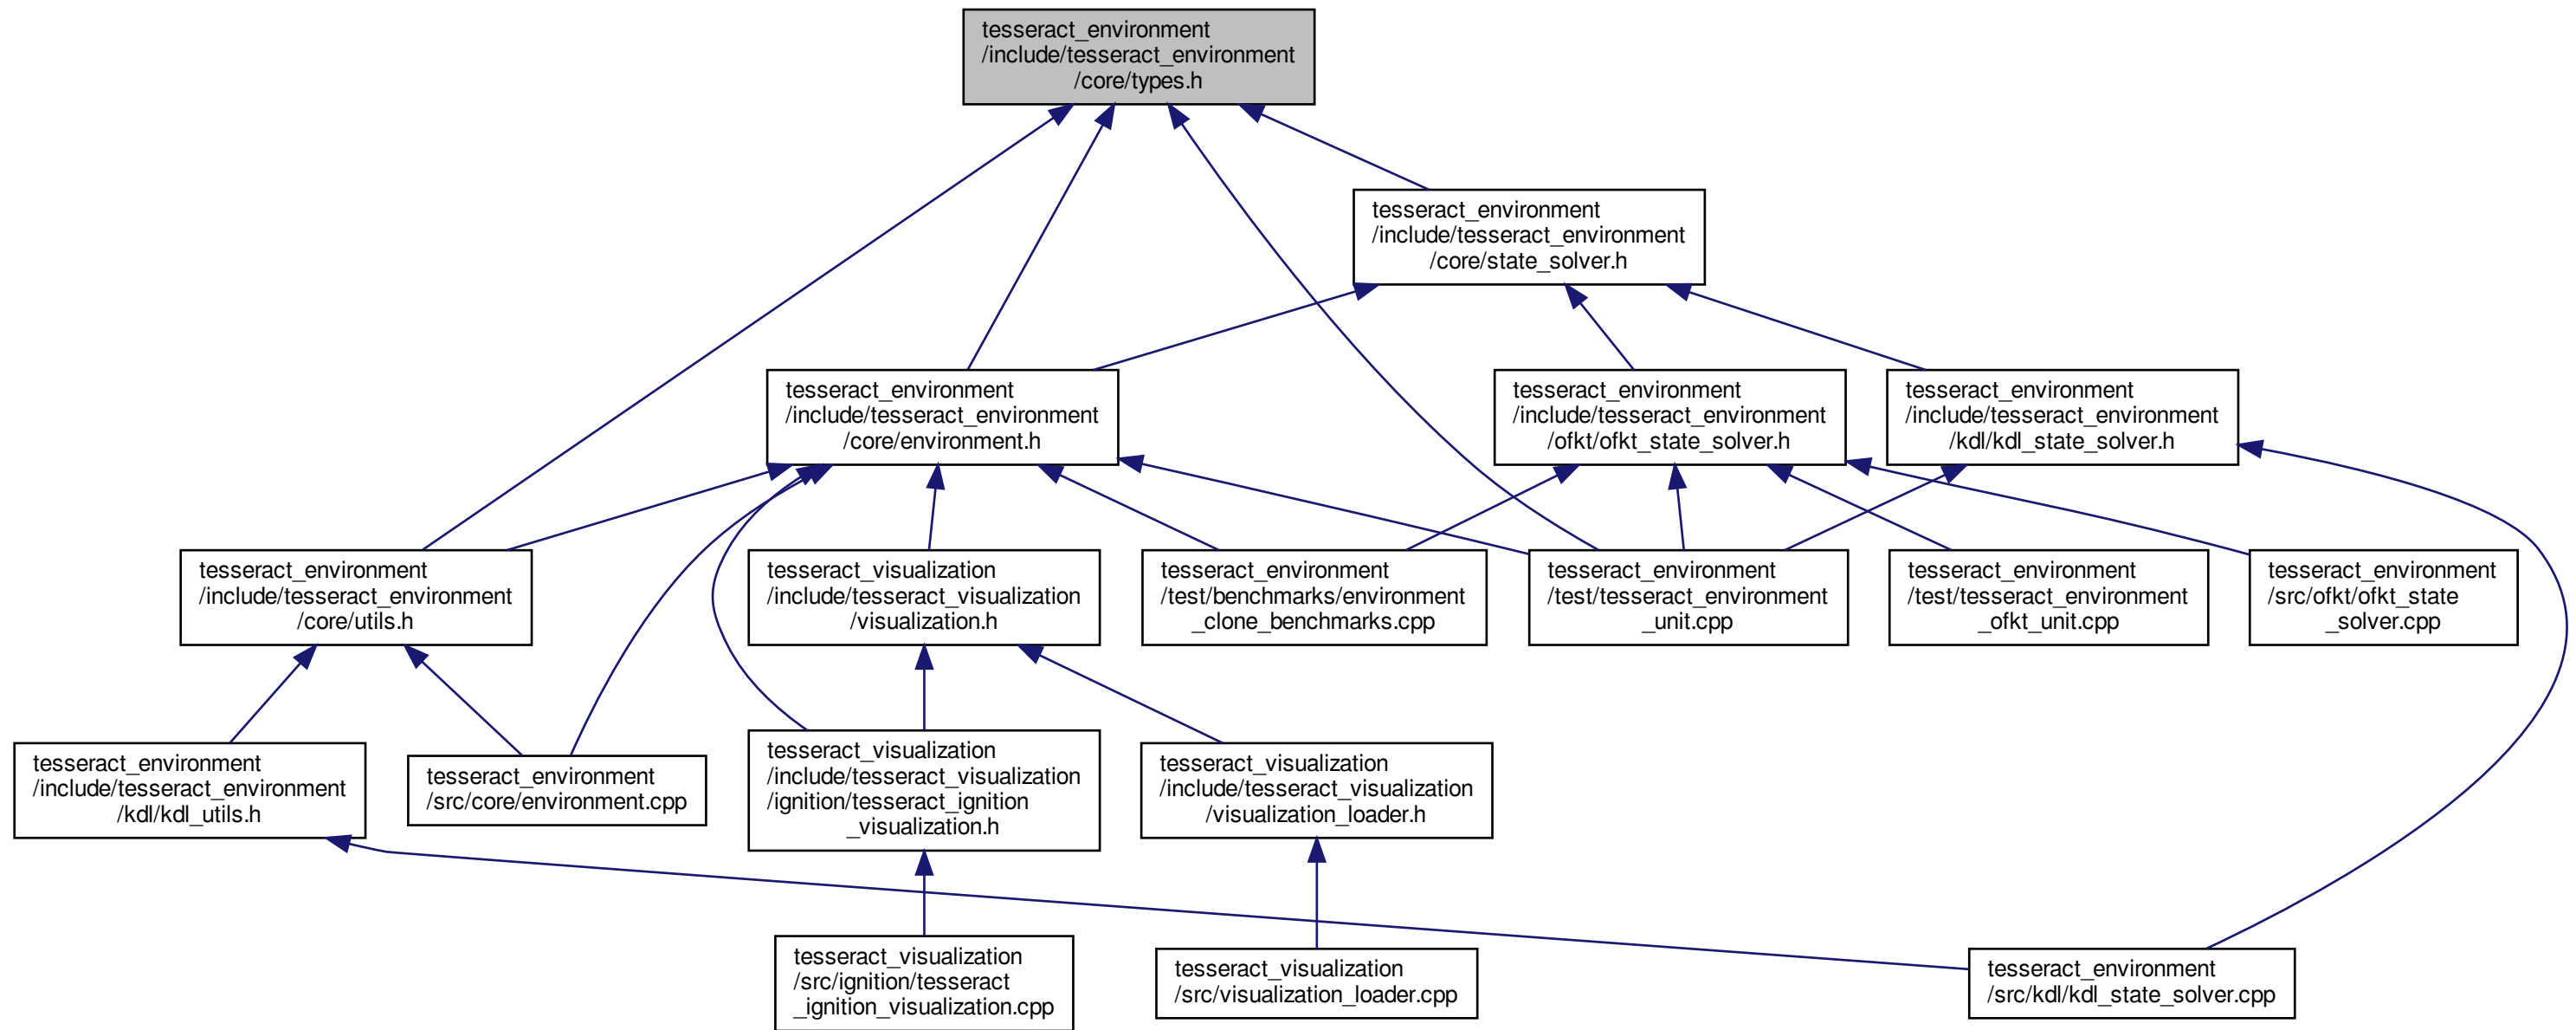 tesseract_environment
/include/tesseract_environment
/core/types.h
tesseract_environment
/include/tesseract_environment
/core/state_solver.h
tesseract_environment
/include/tesseract_environment
/core/environment.h
tesseract_environment
/include/tesseract_environment
/ofkt/ofkt_state_solver.h
tesseract_environment
/include/tesseract_environment
/kdl/kdl_state_solver.h
tesseract_environment
/include/tesseract_environment
/core/utils.h
tesseract_visualization
/include/tesseract_visualization
/visualization.h
tesseract_environment
/test/benchmarks/environment
_clone_benchmarks.cpp
tesseract_environment
/test/tesseract_environment
_unit.cpp
tesseract_environment
/test/tesseract_environment
_ofkt_unit.cpp
tesseract_environment
/src/ofkt/ofkt_state
_solver.cpp
tesseract_environment
/include/tesseract_environment
/kdl/kdl_utils.h
tesseract_environment
/src/core/environment.cpp
tesseract_visualization
/include/tesseract_visualization
/ignition/tesseract_ignition
_visualization.h
tesseract_visualization
/include/tesseract_visualization
/visualization_loader.h
tesseract_visualization
/src/ignition/tesseract
_ignition_visualization.cpp
tesseract_visualization
/src/visualization_loader.cpp
tesseract_environment
/src/kdl/kdl_state_solver.cpp